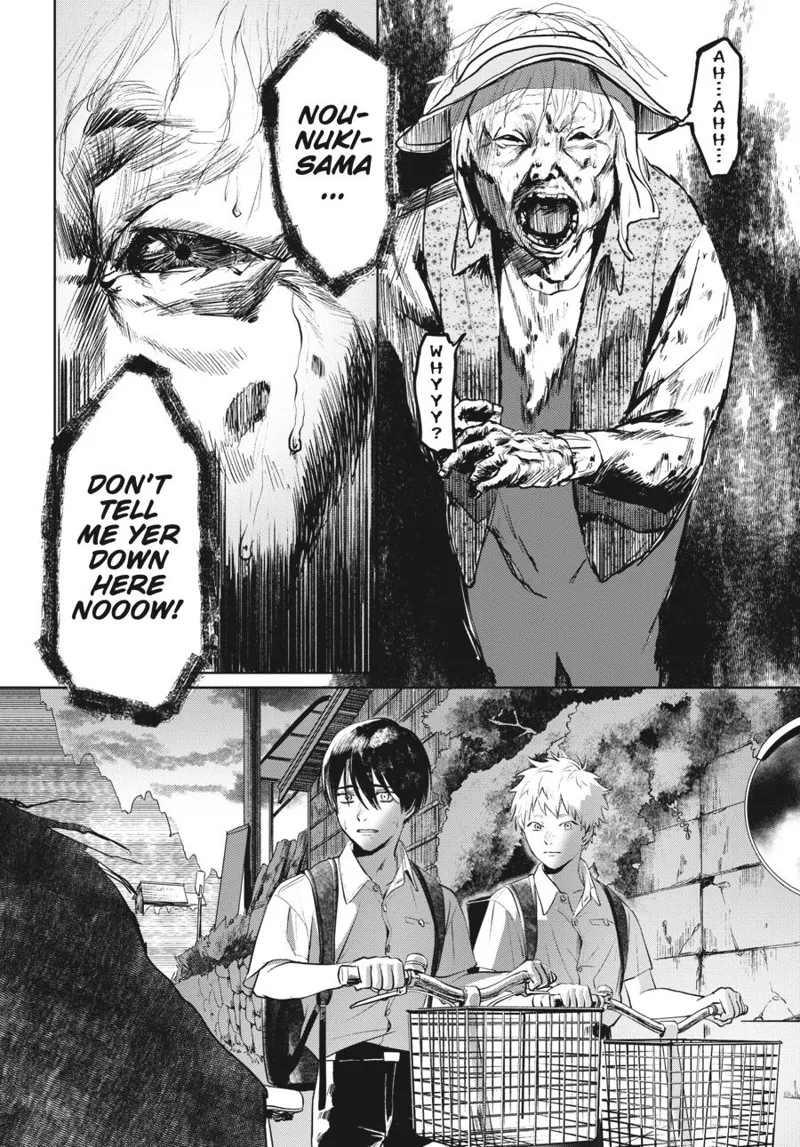 AH...AHH...
WHYYY?
NOU-
NUKI-
SAMA
...
DON'T
TELL
ME YER
DOWN
HERE
NOOOW!